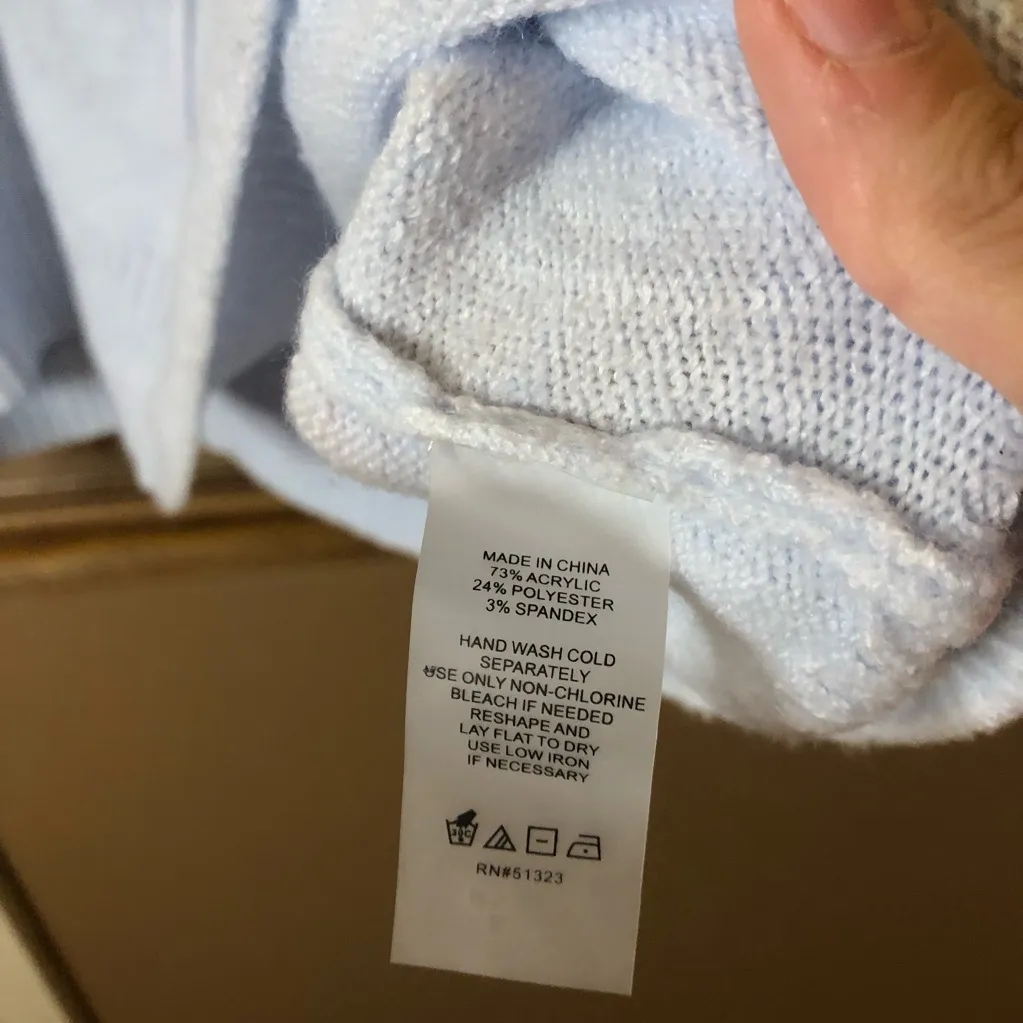 MADE IN CHINA
73% ACRYLIC
24% POLYESTER
3% SPANDEX
HAND WASH COLD
SEPARATELY
USE ONLY NON-CHLORINE
BLEACH IF NEEDED
RESHAPE AND
LAY FLAT TO DRY
USE LOW IRON
IF NECESSARY
30C
RN#51323